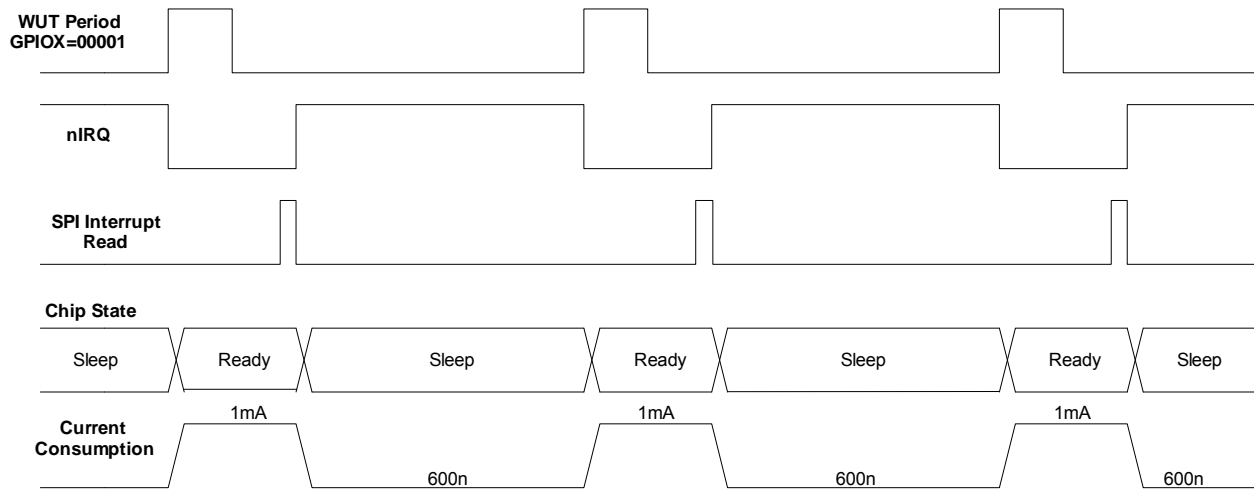 WUT Period
GPIOX=00001
nIRQ
SPI Interrupt
Read
Chip State
Sleep Ready Sleep Ready Sleep Ready Sleep
Current
Consumption
1mA 1mA 1mA
600n 600n 600n